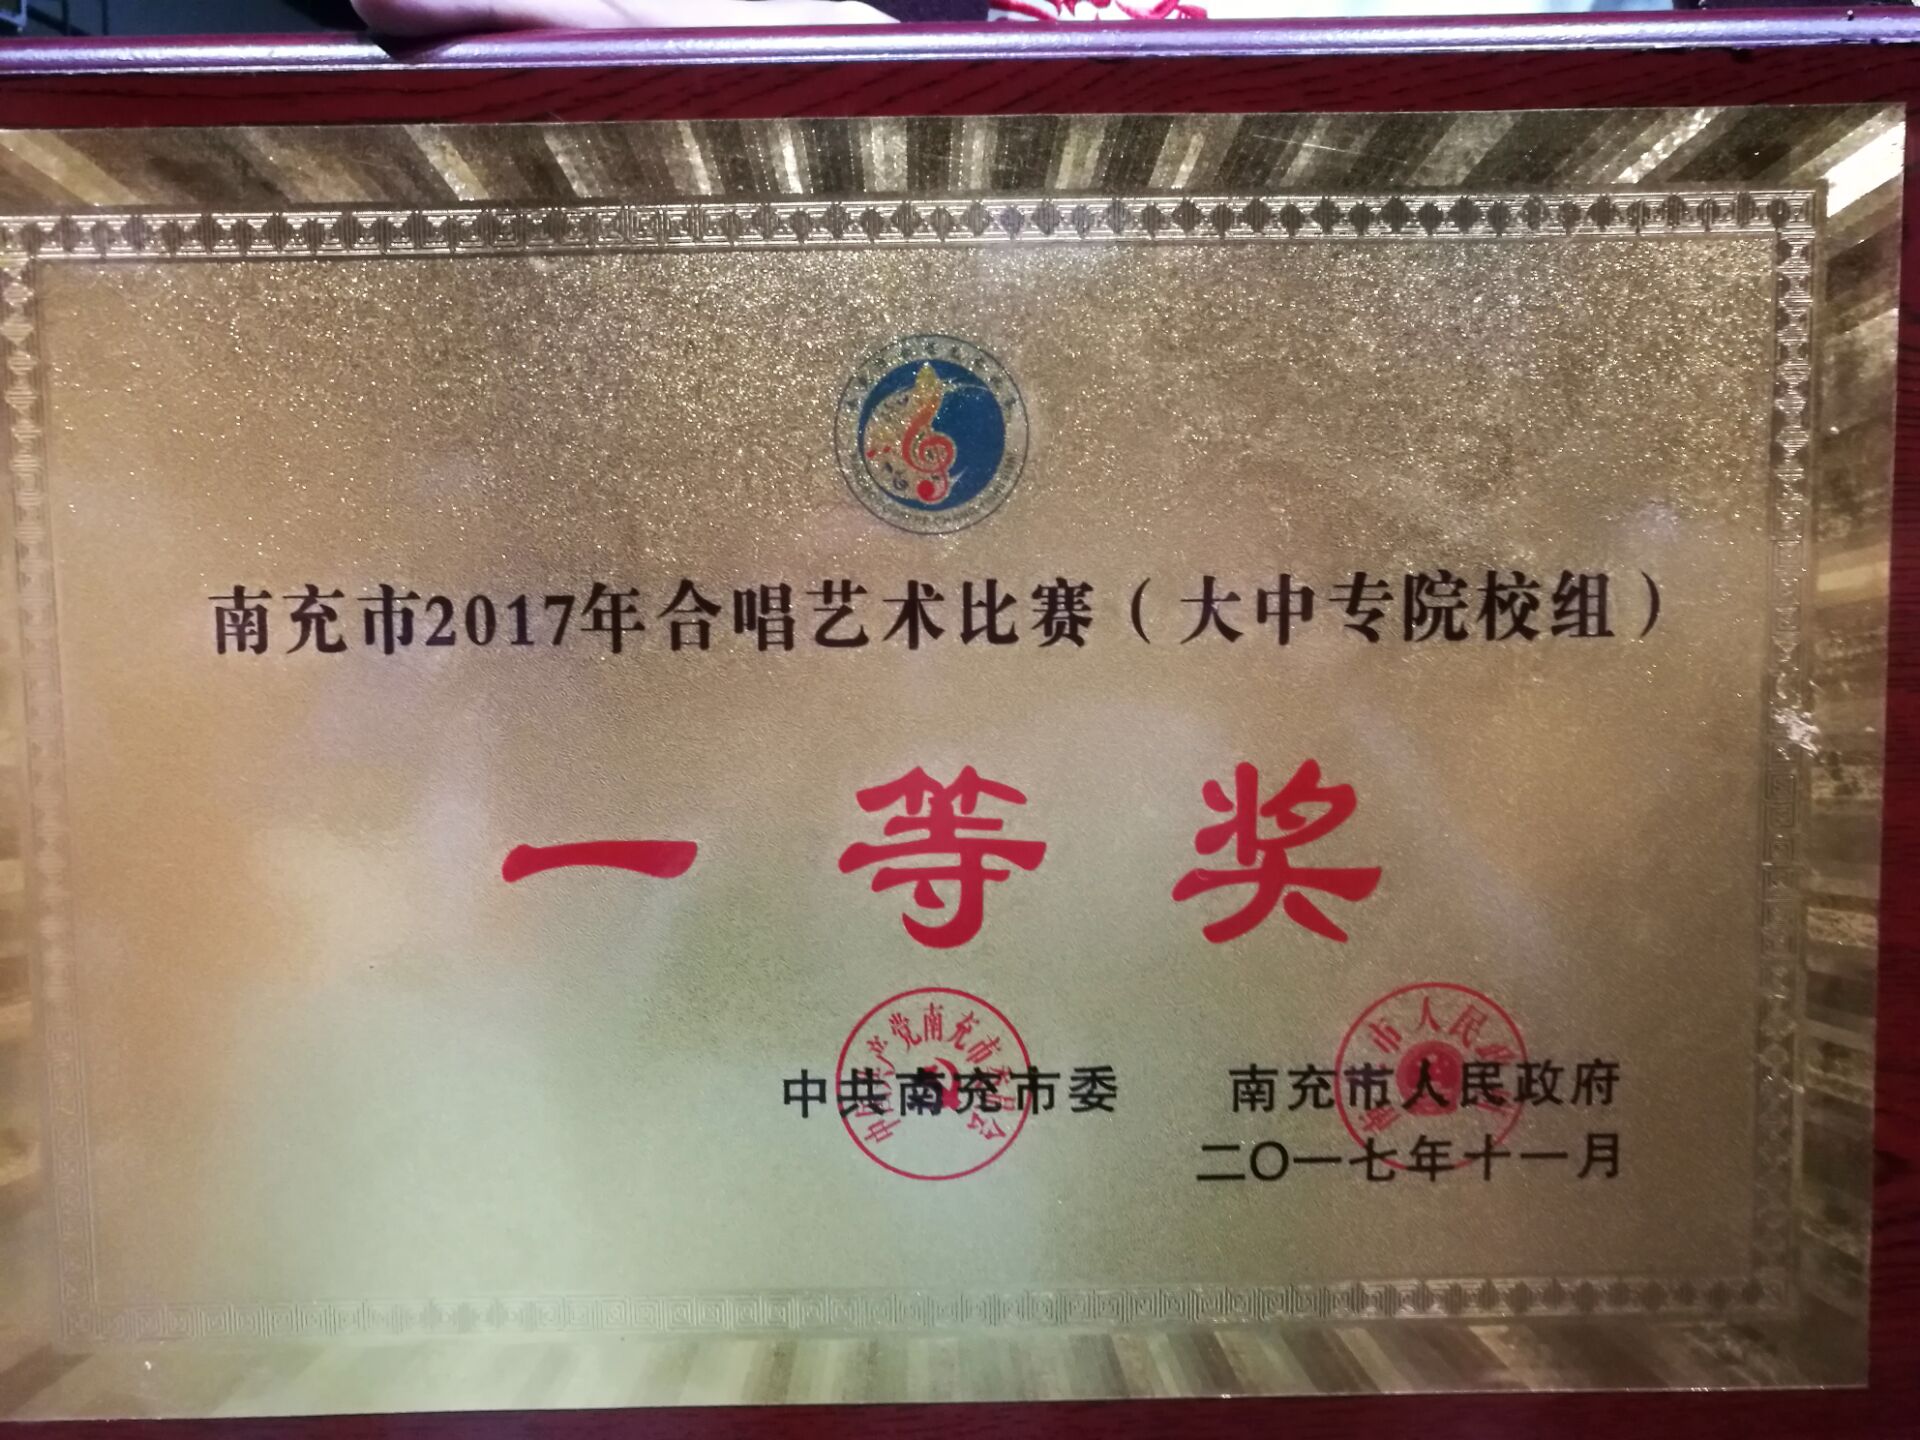 南充市2017年合唱艺术比赛（大中专院校组）
一等奖
中共南充市委 南充市人民政府
二〇一七年十一月